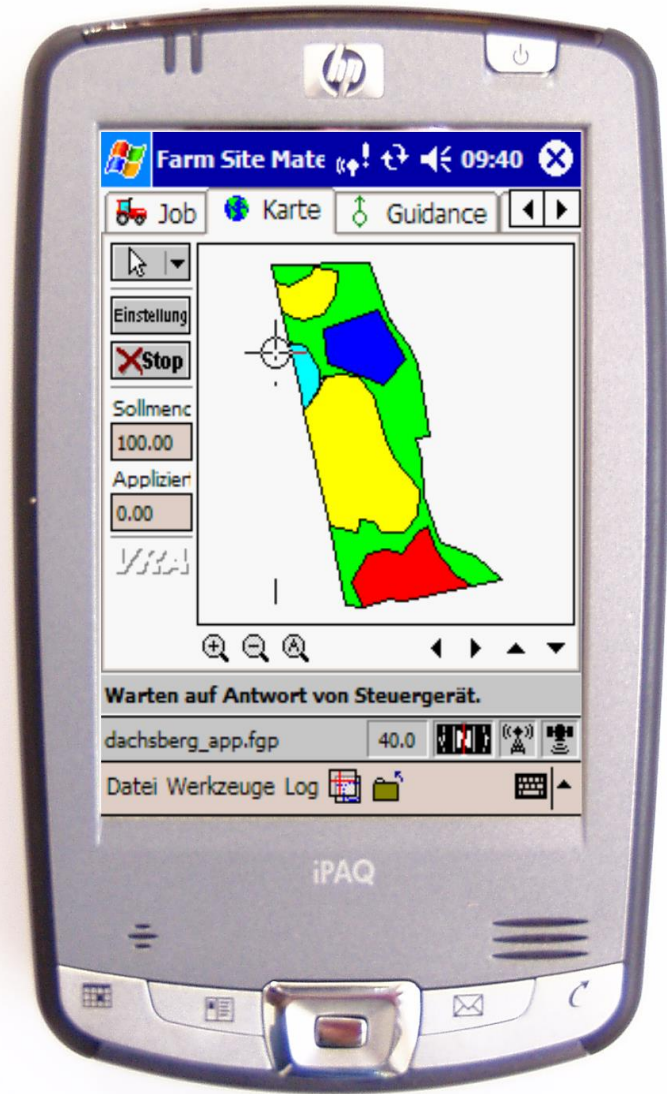 hp
Farm Site Mate 09:40
Job Karte Guidance
Einstellung
Stop
Sollmenc
100.00
Applizier
0.00
VRA
Warten auf Antwort von Steuergerät.
dachsberg_app.fgp 40.0
Datei Werkzeuge Log
iPAQ